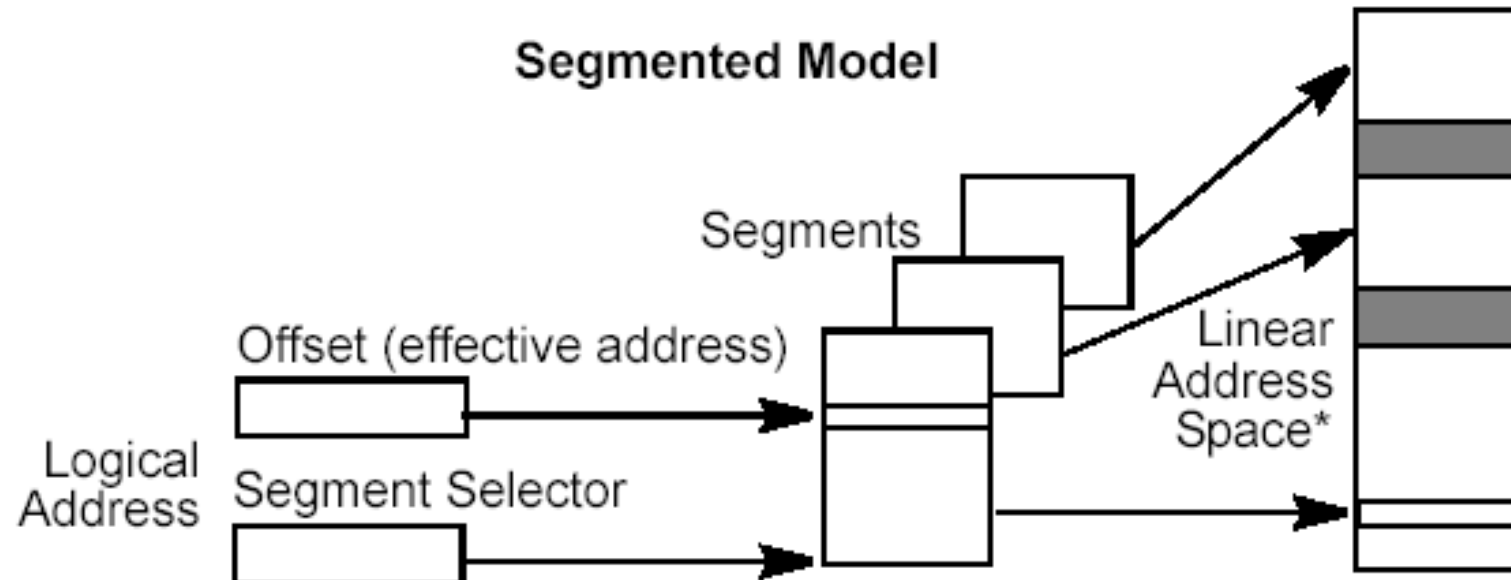 Segmented Model
Segments
Offset (effective address)
Linear
Address
Space*
Logical
Address
Segment Selector